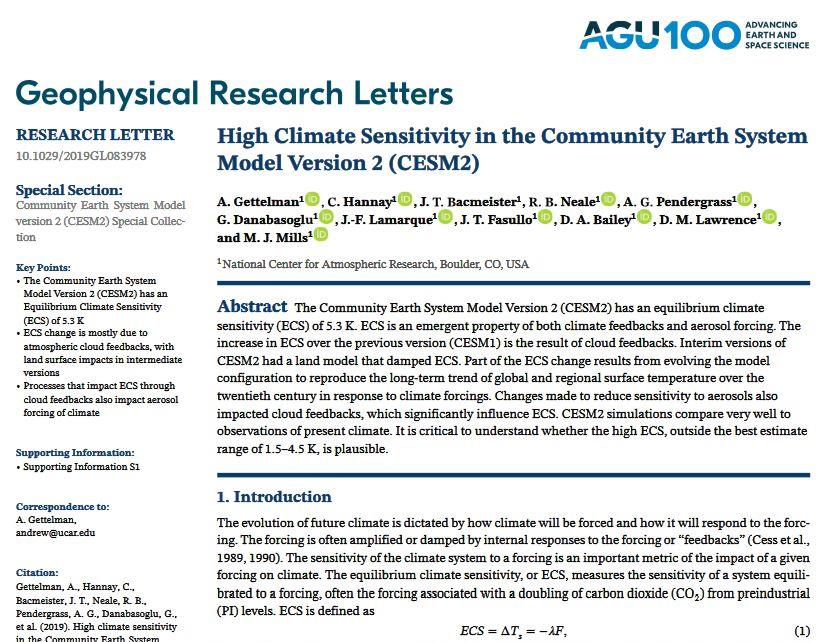 AGU100 ADVANCING
EARTH AND
SPACE SCIENCE
Geophysical Research Letters
RESEARCH LETTER
10.1029/2019GL083978
Special Section:
Community Earth System Model
version 2 (CESM2) Special Collec-
tion
Key Points:
• The Community Earth System
Model Version 2 (CESM2) has an
Equilibrium Climate Sensitivity
(ECS) of 5.3 K
• ECS change is mostly due to
atmospheric cloud feedbacks, with
land surface impacts in intermediate
versions
• Processes that impact ECS through
cloud feedbacks also impact aerosol
forcing of climate
Supporting Information:
• Supporting Information S1
Correspondence to:
A. Gettelman,
andrew@ucar.edu
Citation:
Gettelman, A., Hannay, C.,
Bacmeister, J. T., Neale, R. B.,
Pendergrass, A. G., Danabasoglu, G.,
et al. (2019). High climate sensitivity
in the Community Earth System
High Climate Sensitivity in the Community Earth System
Model Version 2 (CESM2)
A. Gettelman¹ iD, C. Hannay¹ iD, J. T. Bacmeister¹, R. B. Neale¹ iD, A. G. Pendergrass¹ iD,
G. Danabasoglu¹ iD, J.-F. Lamarque¹ iD, J. T. Fasullo¹ iD, D. A. Bailey¹ iD, D. M. Lawrence¹ iD,
and M. J. Mills¹ iD
¹National Center for Atmospheric Research, Boulder, CO, USA
Abstract The Community Earth System Model Version 2 (CESM2) has an equilibrium climate
sensitivity (ECS) of 5.3 K. ECS is an emergent property of both climate feedbacks and aerosol forcing. The
increase in ECS over the previous version (CESM1) is the result of cloud feedbacks. Interim versions of
CESM2 had a land model that damped ECS. Part of the ECS change results from evolving the model
configuration to reproduce the long-term trend of global and regional surface temperature over the
twentieth century in response to climate forcings. Changes made to reduce sensitivity to aerosols also
impacted cloud feedbacks, which significantly influence ECS. CESM2 simulations compare very well to
observations of present climate. It is critical to understand whether the high ECS, outside the best estimate
range of 1.5–4.5 K, is plausible.
1. Introduction
The evolution of future climate is dictated by how climate will be forced and how it will respond to the forc-
ing. The forcing is often amplified or damped by internal responses to the forcing or “feedbacks” (Cess et al.,
1989, 1990). The sensitivity of the climate system to a forcing is an important metric of the impact of a given
forcing on climate. The equilibrium climate sensitivity, or ECS, measures the sensitivity of a system equili-
brated to a forcing, often the forcing associated with a doubling of carbon dioxide (CO₂) from preindustrial
(PI) levels. ECS is defined as
ECS = ΔTₛ = −λF, (1)